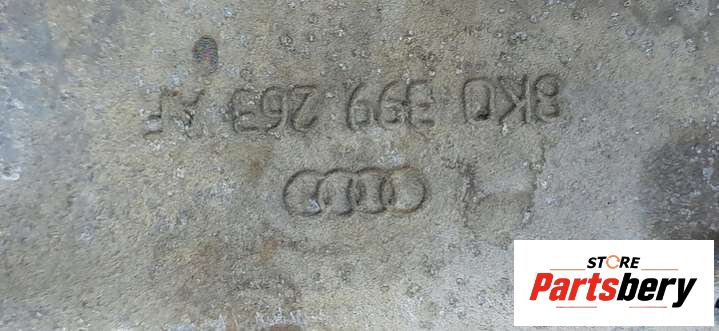 8K0 399 263 AF
STORE
Partsbery